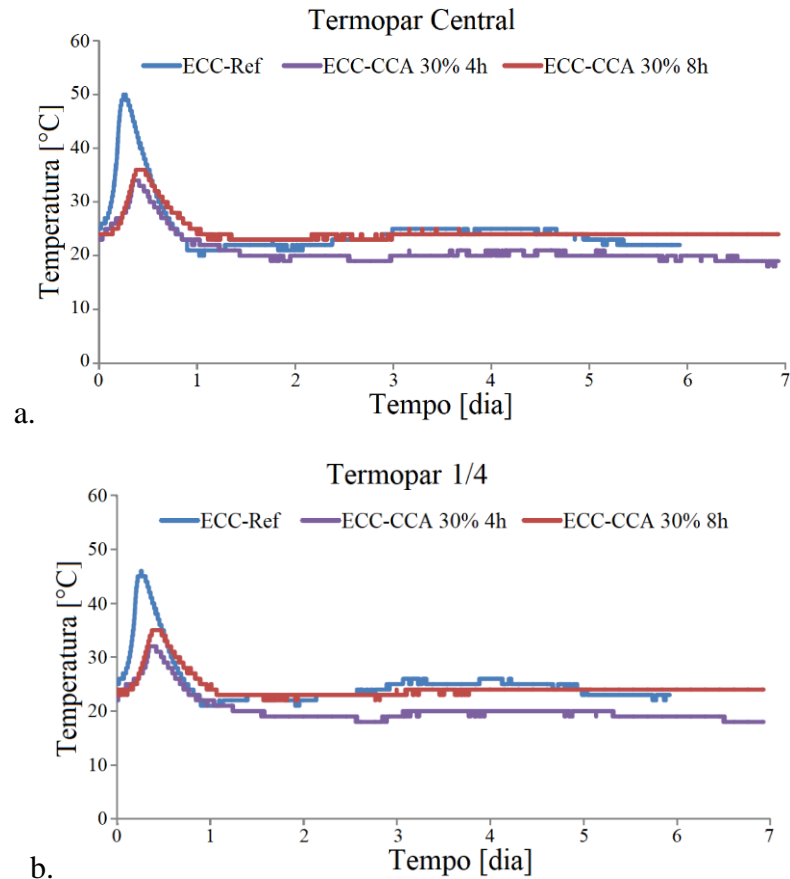 Termopar Central
60
ECC-Ref ECC-CCA 30% 4h ECC-CCA 30% 8h
50
40
30
20
10
0
Temperatura [°C]
0 1 2 3 4 5 6 7
Tempo [dia]
a.
Termopar 1/4
60
ECC-Ref ECC-CCA 30% 4h ECC-CCA 30% 8h
50
40
30
20
10
0
Temperatura [°C]
0 1 2 3 4 5 6 7
Tempo [dia]
b.